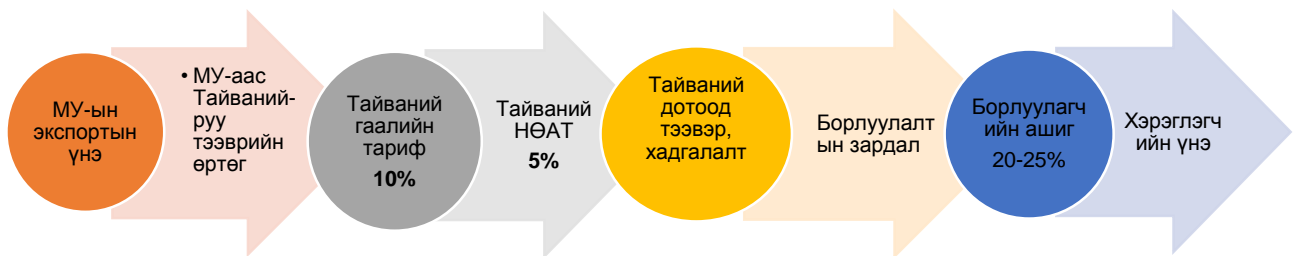 МУ-ын
экспортын
үнэ
• МУ-аас
Тайваний-
руу
тээврийн
өртөг
Тайваний
гаалийн
тариф
10%
Тайваний
НӨАТ
5%
Тайваний
дотоод
тээвэр,
хадгалалт
Борлуулалт
ын зардал
Борлуулагч
ийн ашиг
20-25%
Хэрэглэгч
ийн үнэ